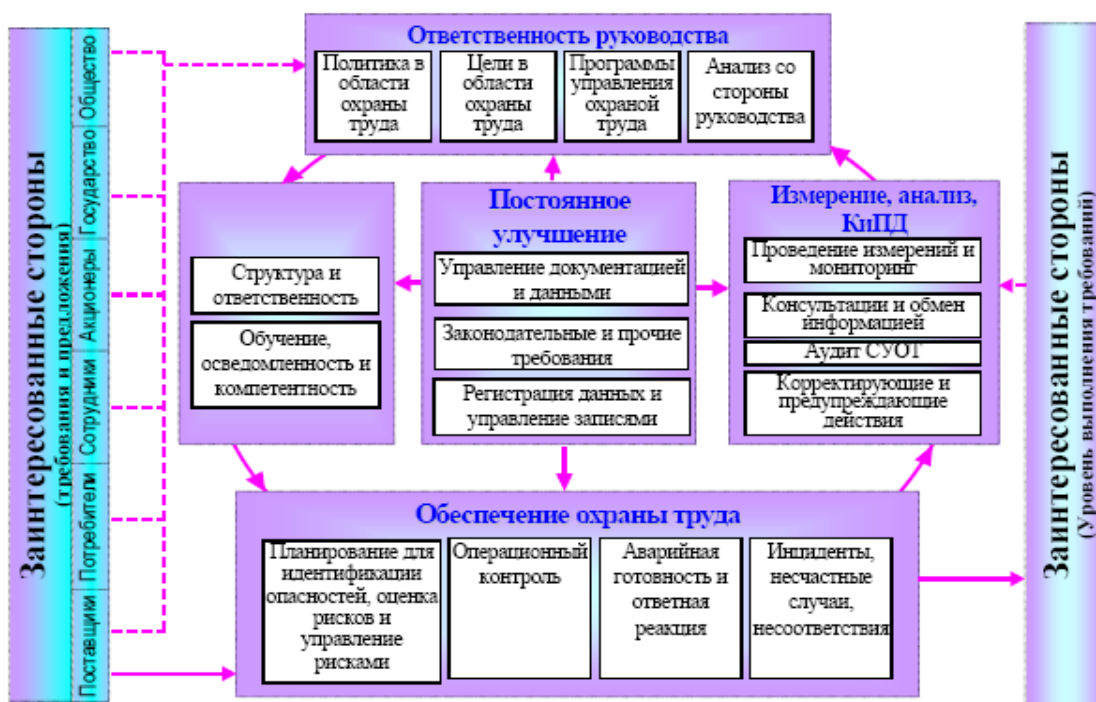 Заинтересованные стороны
(требования и предложения)
Общество
Государство
Акционеры
Сотрудники
Потребители
Поставщики
Ответственность руководства
Политика в
области
охраны
труда
Цели в
области
охраны
труда
Программы
управления
охраной
труда
Анализ со
стороны
руководства
Структура и
ответственность
Обучение,
осведомленность и
компетентность
Постоянное
улучшение
Управление документацией
и данными
Законодательные и прочие
требования
Регистрация данных и
управление записями
Измерение, анализ,
КиПД
Проведение измерений и
мониторинг
Консультации и обмен
информацией
Аудит СУОТ
Корректирующие и
предупреждающие
действия
Обеспечение охраны труда
Планирование для
идентификации
опасностей, оценка
рисков и
управление
рисками
Операционный
контроль
Аварийная
готовность и
ответная
реакция
Инциденты,
несчастные
случаи,
несоответствия
Заинтересованные стороны
(Уровень выполнения требований)